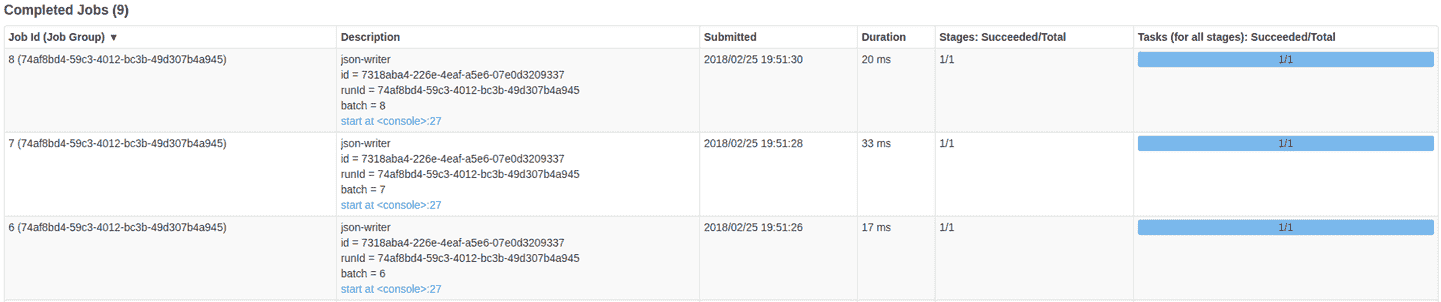 Completed Jobs (9)
Job Id (Job Group) ▼ Description Submitted Duration Stages: Succeeded/Total Tasks (for all stages): Succeeded/Total
8 (74af8bd4-59c3-4012-bc3b-49d307b4a945) json-writer 2018/02/25 19:51:30 20 ms 1/1 1/1
id = 7318aba4-226e-4eaf-a5e6-07e0d3209337
runId = 74af8bd4-59c3-4012-bc3b-49d307b4a945
batch = 8
start at <console>:27
7 (74af8bd4-59c3-4012-bc3b-49d307b4a945) json-writer 2018/02/25 19:51:28 33 ms 1/1 1/1
id = 7318aba4-226e-4eaf-a5e6-07e0d3209337
runId = 74af8bd4-59c3-4012-bc3b-49d307b4a945
batch = 7
start at <console>:27
6 (74af8bd4-59c3-4012-bc3b-49d307b4a945) json-writer 2018/02/25 19:51:26 17 ms 1/1 1/1
id = 7318aba4-226e-4eaf-a5e6-07e0d3209337
runId = 74af8bd4-59c3-4012-bc3b-49d307b4a945
batch = 6
start at <console>:27